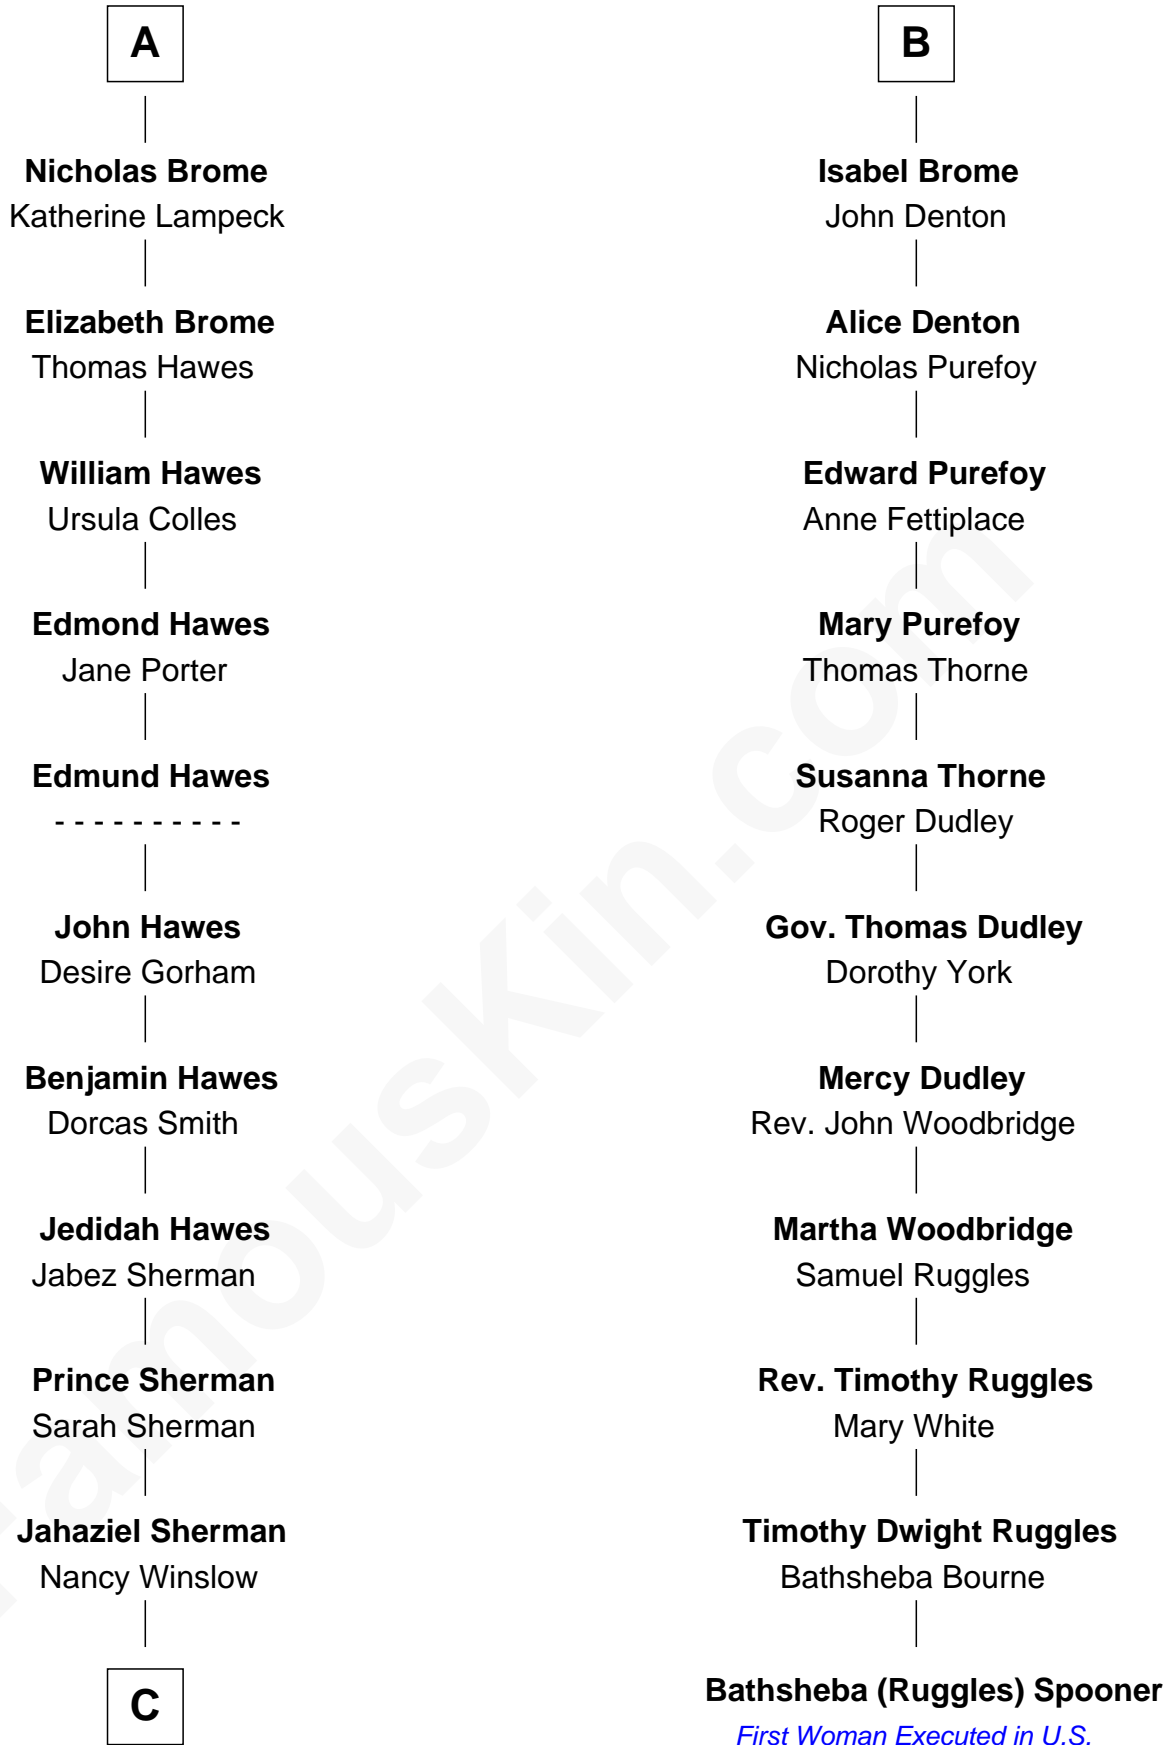 A
Nicholas Brome
Katherine Lampeck
Elizabeth Brome
Thomas Hawes
William Hawes
Ursula Colles
Edmond Hawes
Jane Porter
Edmund Hawes
- - - - - - - - - -
John Hawes
Desire Gorham
Benjamin Hawes
Dorcas Smith
Jedidah Hawes
Jabez Sherman
Prince Sherman
Sarah Sherman
Jahaziel Sherman
Nancy Winslow
C
B
Isabel Brome
John Denton
Alice Denton
Nicholas Purefoy
Edward Purefoy
Anne Fettiplace
Mary Purefoy
Thomas Thorne
Susanna Thorne
Roger Dudley
Gov. Thomas Dudley
Dorothy York
Mercy Dudley
Rev. John Woodbridge
Martha Woodbridge
Samuel Ruggles
Rev. Timothy Ruggles
Mary White
Timothy Dwight Ruggles
Bathsheba Bourne
Bathsheba (Ruggles) Spooner
First Woman Executed in U.S.
FamousKin.com